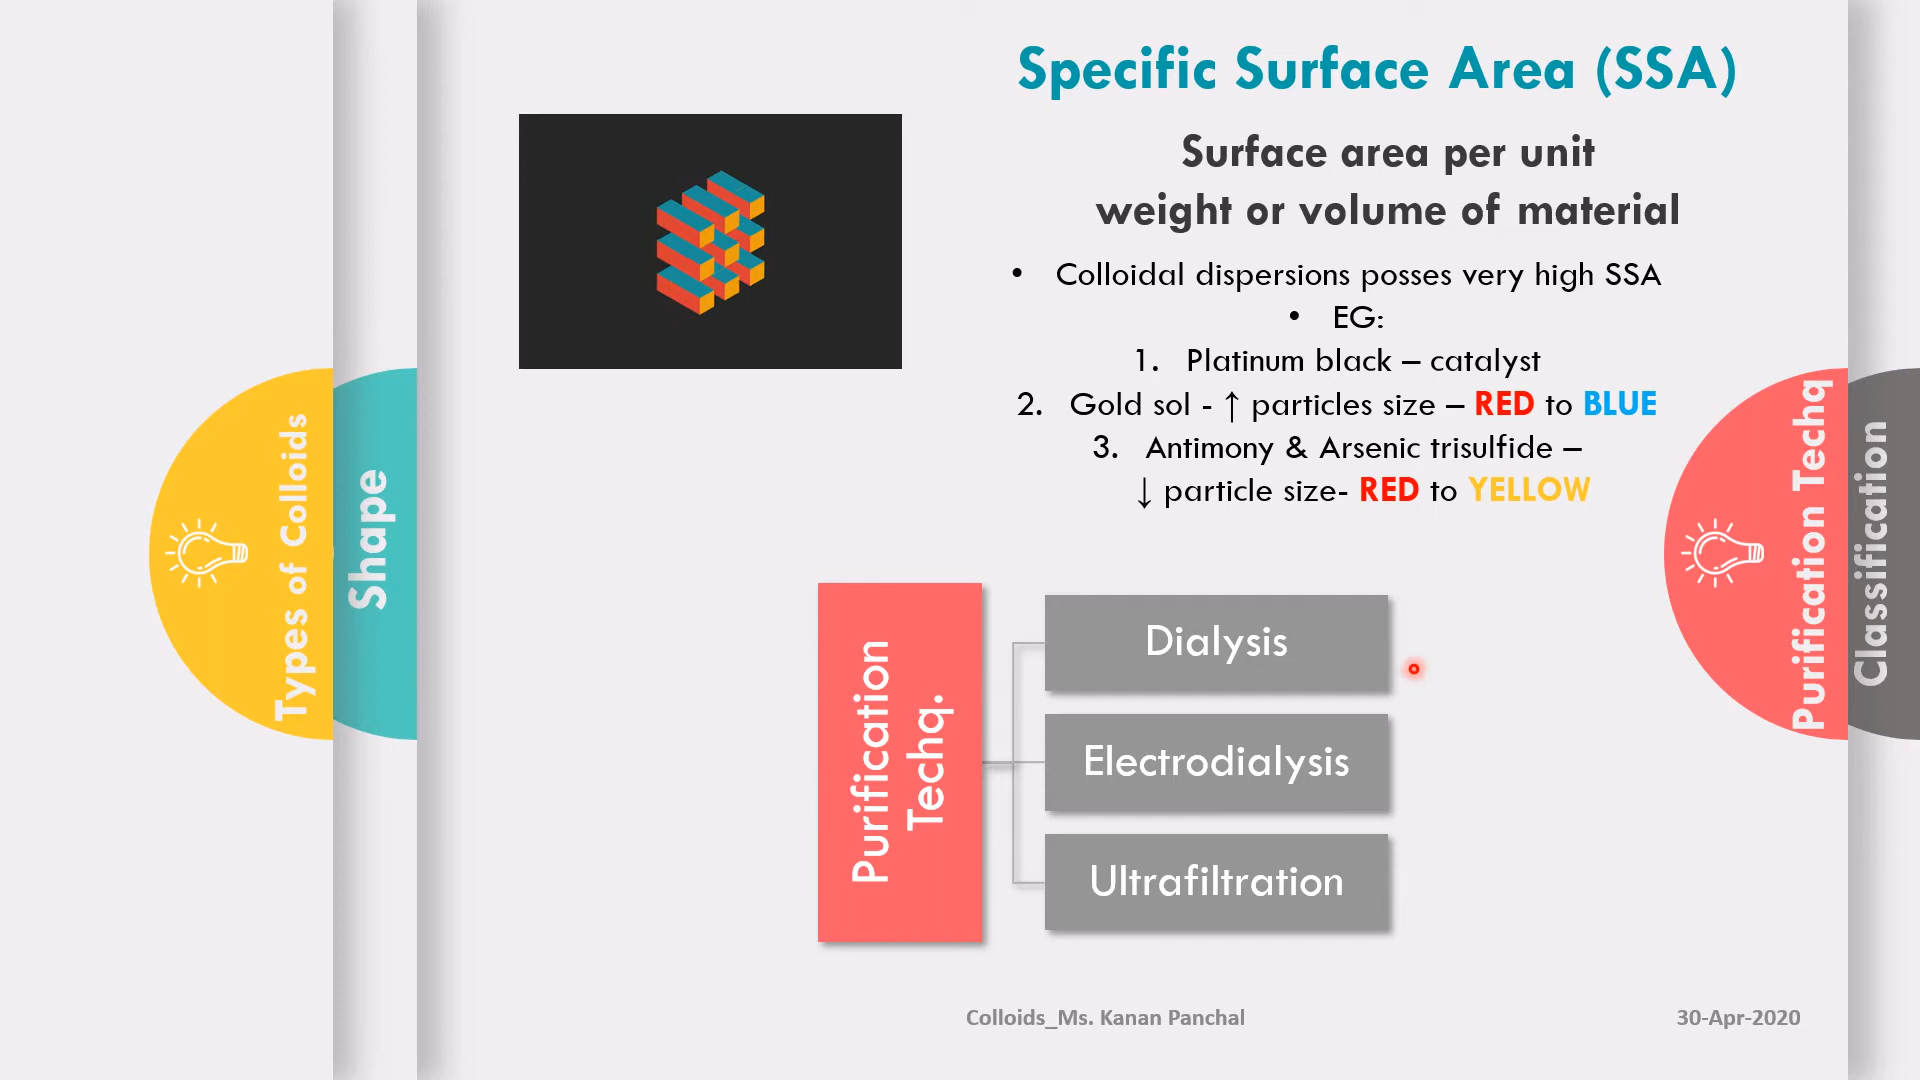 Specific Surface Area (SSA)
Surface area per unit
weight or volume of material
• Colloidal dispersions posses very high SSA
• EG:
1. Platinum black – catalyst
2. Gold sol - ↑ particles size – RED to BLUE
3. Antimony & Arsenic trisulfide –
↓ particle size- RED to YELLOW
Types of Colloids
Shape
Purification Techq
Classification
Purification
Techq.
Dialysis
Electrodialysis
Ultrafiltration
Colloids_Ms. Kanan Panchal
30-Apr-2020